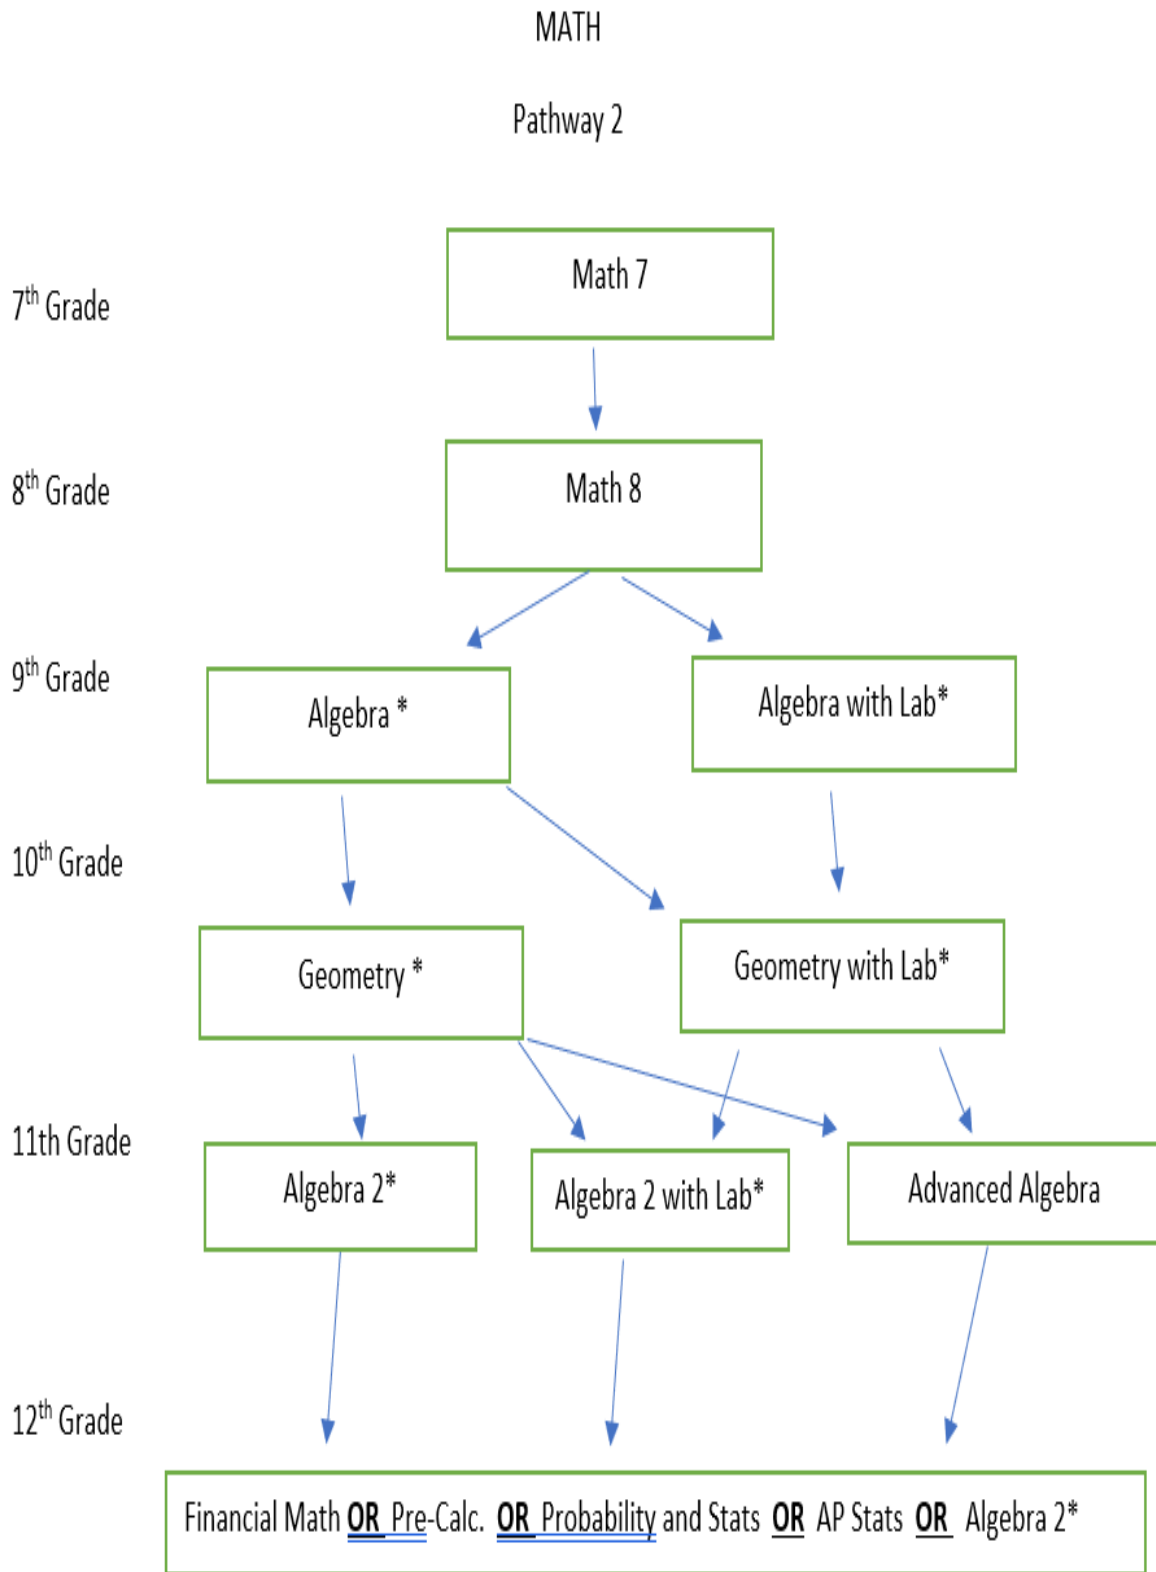 MATH
Pathway 2
Math 7
7th Grade
8th Grade
Math 8
9th Grade
Algebra *
Algebra with Lab*
10th Grade
Geometry *
Geometry with Lab*
11th Grade
Algebra 2*
Algebra 2 with Lab*
Advanced Algebra
12th Grade
Financial Math OR Pre-Calc. OR Probability and Stats OR AP Stats OR Algebra 2*